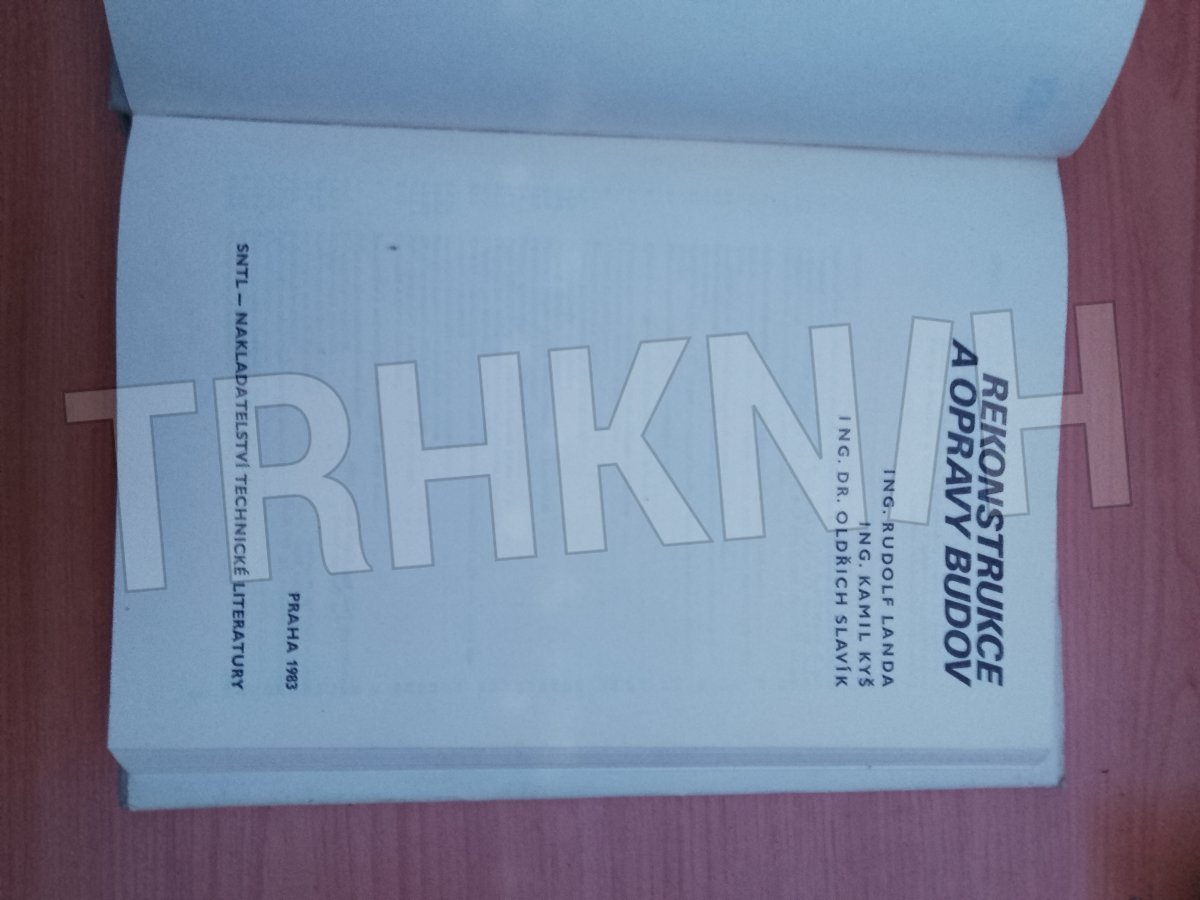 REKONSTRUKCE
A OPRAVY BUDOV
ING. RUDOLF LANDA
ING. KAMIL KYŠ
ING. DR. OLDŘICH SLAVÍK
PRAHA 1983
SNTL — NAKLADATELSTVÍ TECHNICKÉ LITERATURY
TRHKNIH